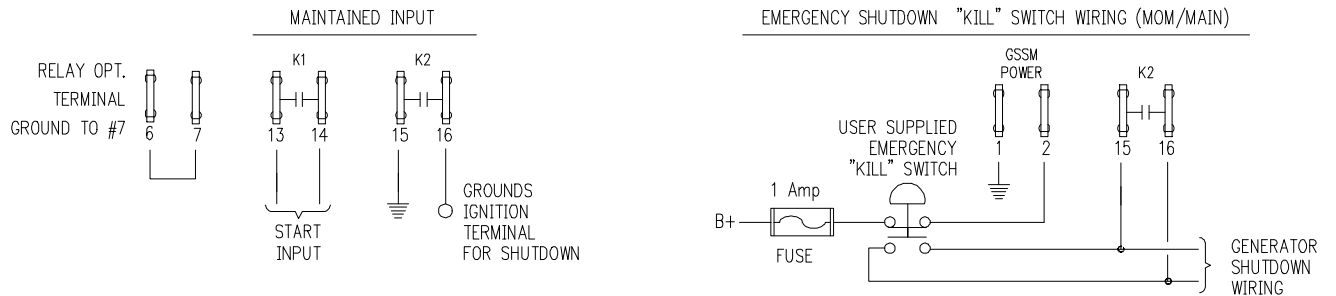 MAINTAINED INPUT
K1
K2
RELAY OPT.
TERMINAL
GROUND TO #7
6
7
13
14
15
16
START
INPUT
GROUNDS
IGNITION
TERMINAL
FOR SHUTDOWN
EMERGENCY SHUTDOWN "KILL" SWITCH WIRING (MOM/MAIN)
GSSM
POWER
K2
1
2
15
16
USER SUPPLIED
EMERGENCY
"KILL" SWITCH
1 Amp
B+
FUSE
GENERATOR
SHUTDOWN
WIRING